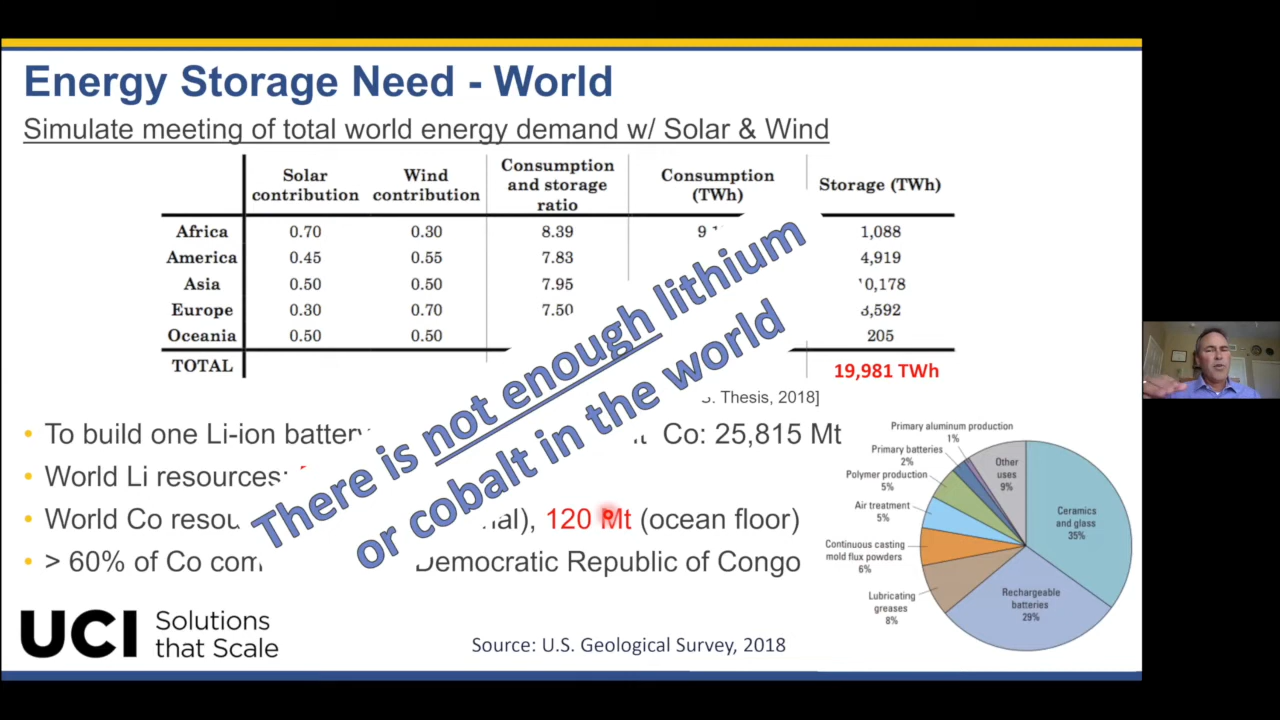 Energy Storage Need - World
Simulate meeting of total world energy demand w/ Solar & Wind
Solar contribution Wind contribution Consumption and storage ratio Consumption (TWh) Storage (TWh)
Africa 0.70 0.30 8.39 9 1,088
America 0.45 0.55 7.83 4,919
Asia 0.50 0.50 7.95 0,178
Europe 0.30 0.70 7.50 3,592
Oceania 0.50 0.50 205
TOTAL 19,981 TWh
Thesis, 2018]
There is not enough lithium
or cobalt in the world
• To build one Li-ion battery Co: 25,815 Mt
• World Li resources:
• World Co 120 Mt (ocean floor)
• > 60% of Co Democratic Republic of Congo
Primary aluminum production
1%
Primary batteries
2%
Polymer production
5%
Air treatment
5%
Continuous casting
mold flux powders
6%
Lubricating
greases
8%
Other
uses
9%
Ceramics
and glass
35%
Rechargeable
batteries
29%
UCI Solutions
that Scale
Source: U.S. Geological Survey, 2018